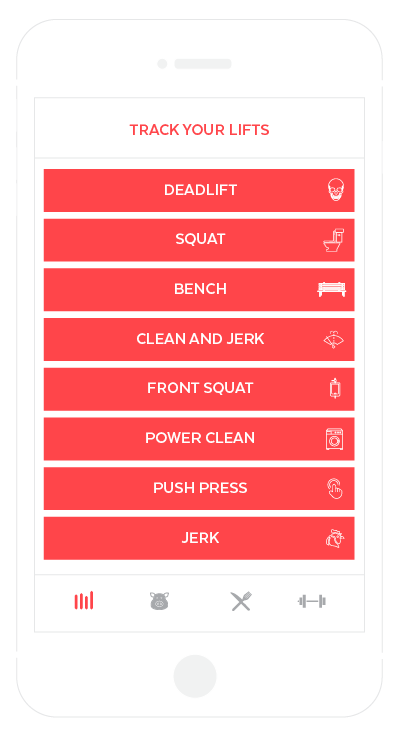 TRACK YOUR LIFTS
DEADLIFT
SQUAT
BENCH
CLEAN AND JERK
FRONT SQUAT
POWER CLEAN
PUSH PRESS
JERK